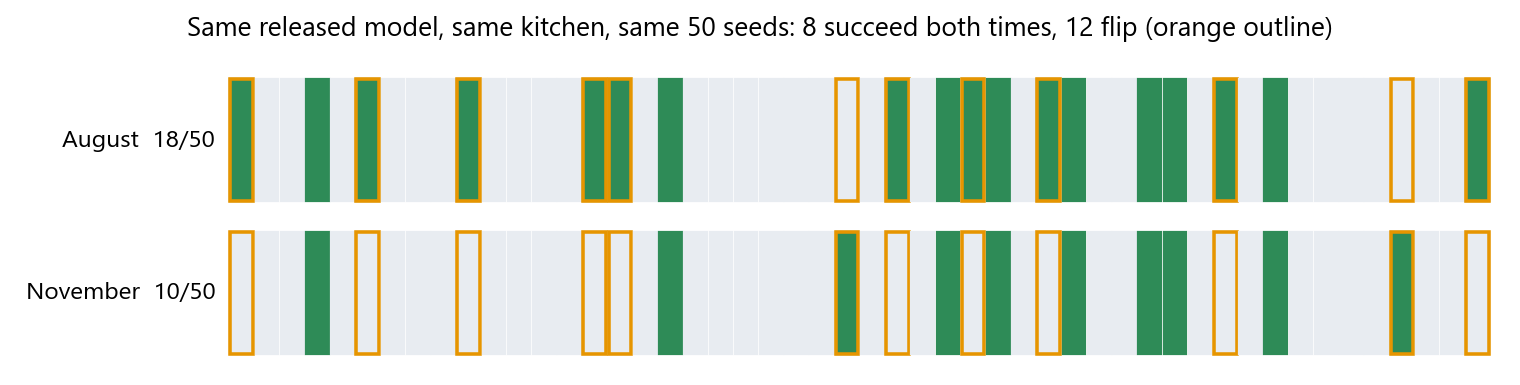 Same released model, same kitchen, same 50 seeds: 8 succeed both times, 12 flip (orange outline)
August 18/50
November 10/50